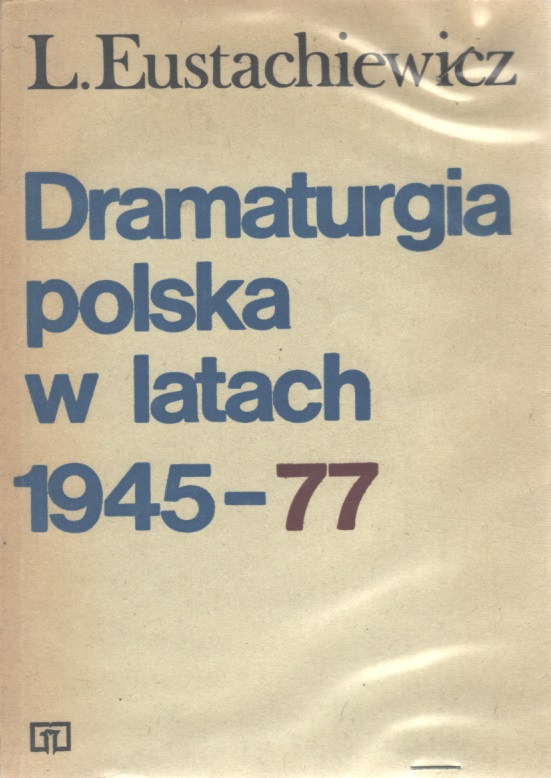 L. Eustachiewicz
Dramaturgia
polska
w latach
1945-77